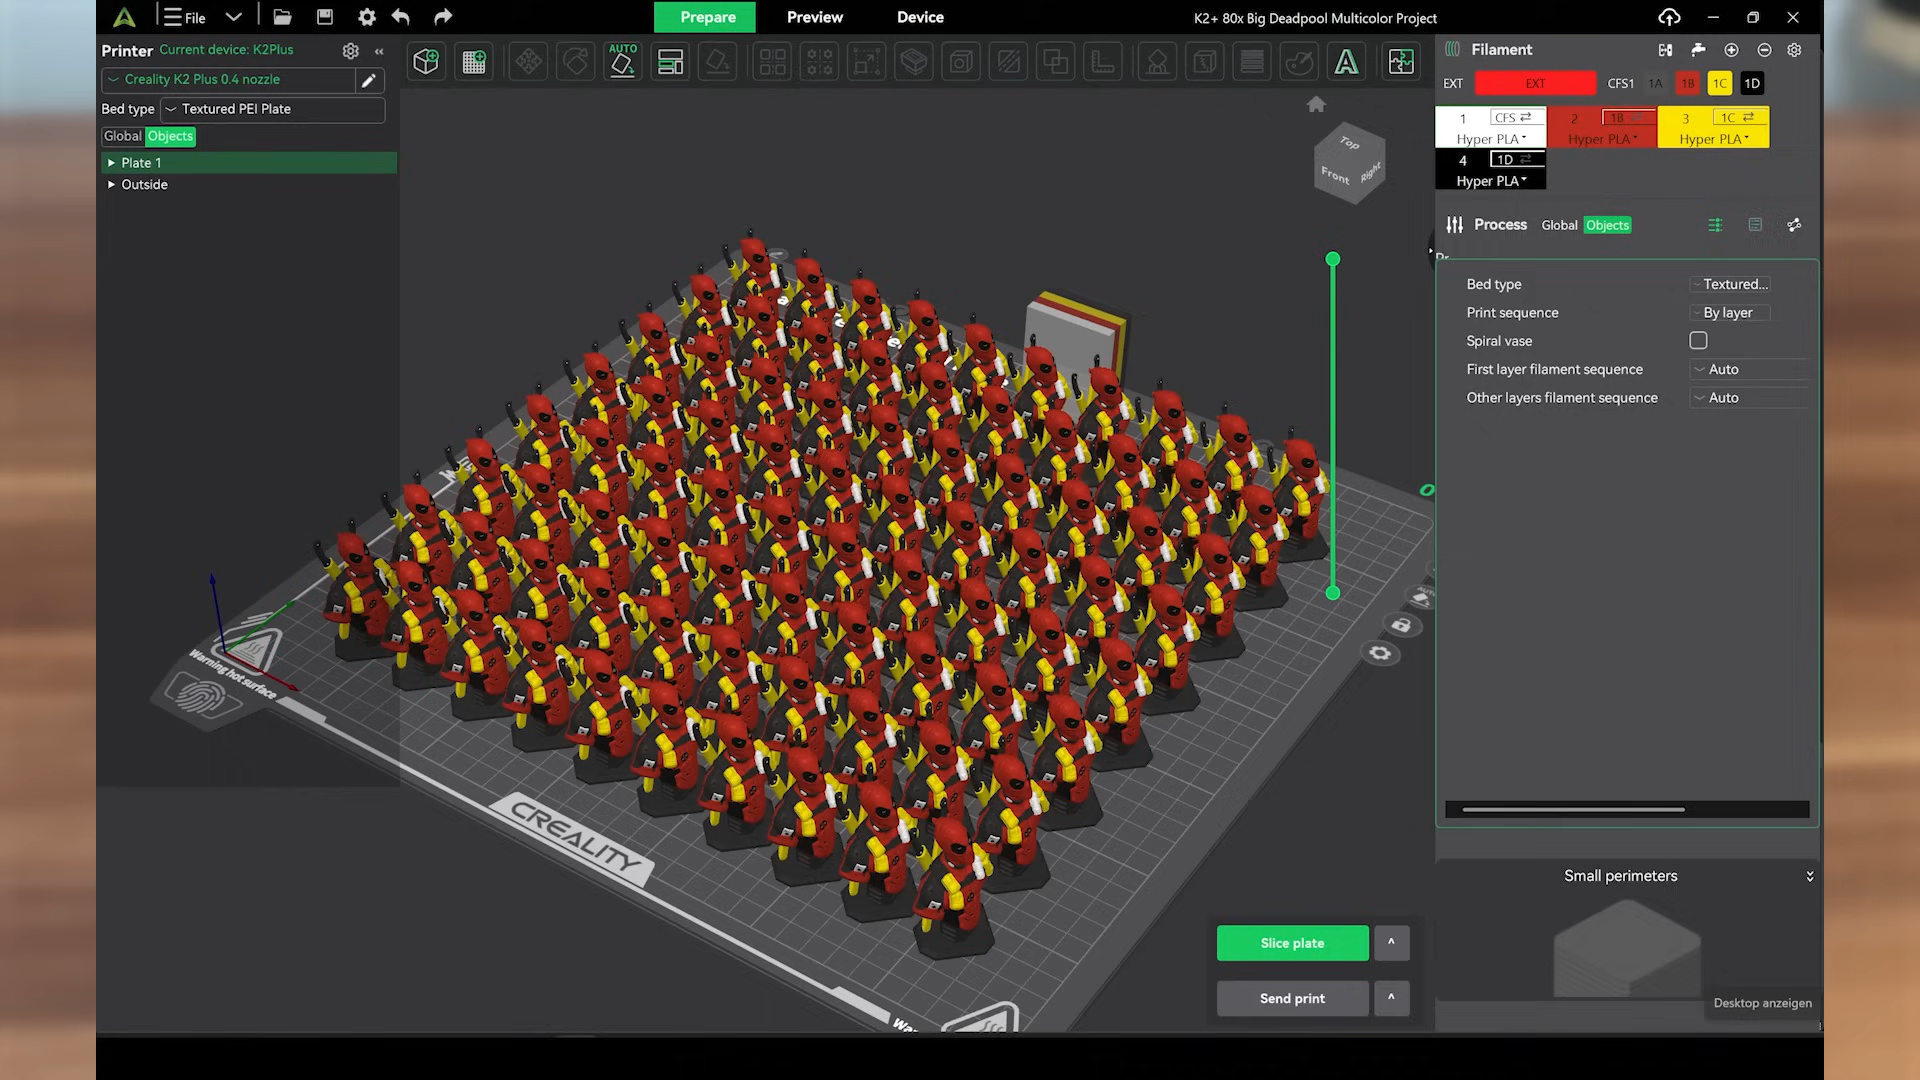 File
Prepare
Preview
Device
K2+ 80x Big Deadpool Multicolor Project
Printer
Current device: K2Plus
Creality K2 Plus 0.4 nozzle
Bed type
Textured PEI Plate
Global
Objects
Plate 1
Outside
AUTO
Top
Front
Right
Warning hot surface
CREALITY
Slice plate
Send print
Filament
EXT
EXT
CFS1
1A
1B
1C
1D
1
CFS
Hyper PLA
2
1B
Hyper PLA
3
1C
Hyper PLA
4
1D
Hyper PLA
Process
Global
Objects
Bed type
Textured...
Print sequence
By layer
Spiral vase
First layer filament sequence
Auto
Other layers filament sequence
Auto
Small perimeters
Desktop anzeigen